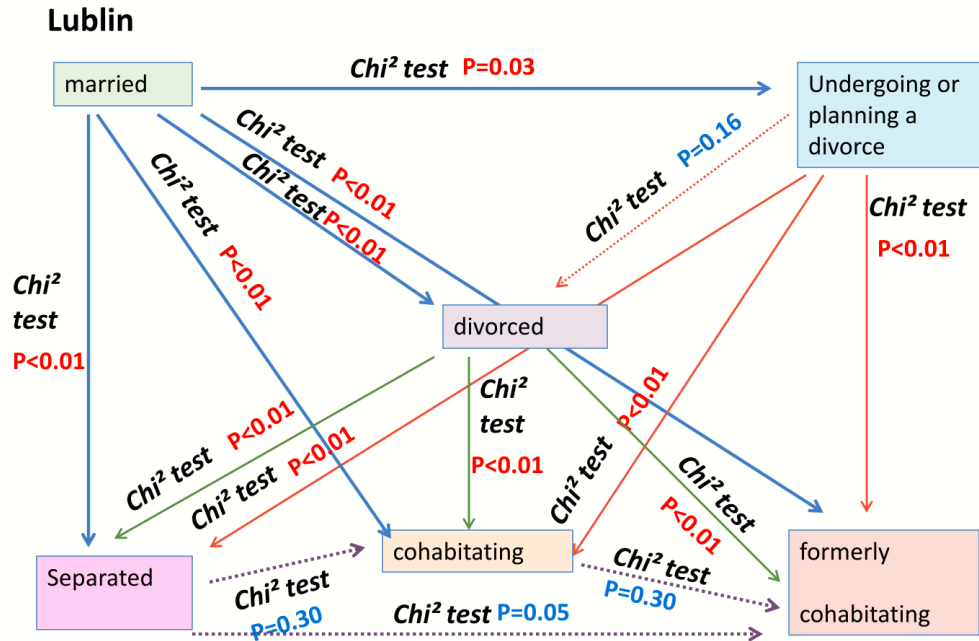 Lublin
married
Chi² test P=0.03
Undergoing or
planning a
divorce
Chi² test P<0.01
Chi² test P<0.01
Chi² test P<0.01
Chi² test P=0.16
Chi² test
P<0.01
Chi²
test
P<0.01
divorced
Chi² test P<0.01
Chi² test P<0.01
Chi²
test
P<0.01
Chi² test P<0.01
Chi² test
P<0.01
Separated
cohabitating
formerly
cohabitating
Chi² test
P=0.30
Chi² test P=0.05
Chi² test
P=0.30